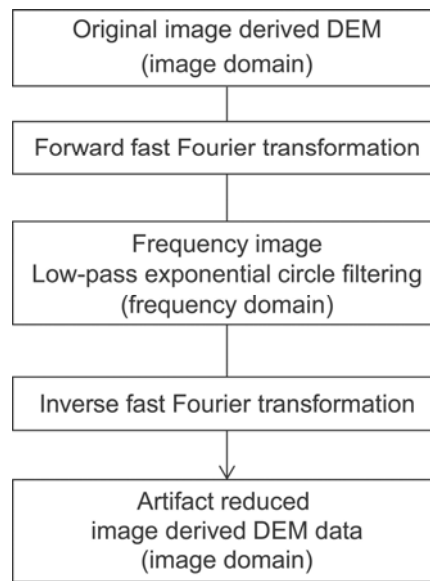 Original image derived DEM
(image domain)
Forward fast Fourier transformation
Frequency image
Low-pass exponential circle filtering
(frequency domain)
Inverse fast Fourier transformation
Artifact reduced
image derived DEM data
(image domain)